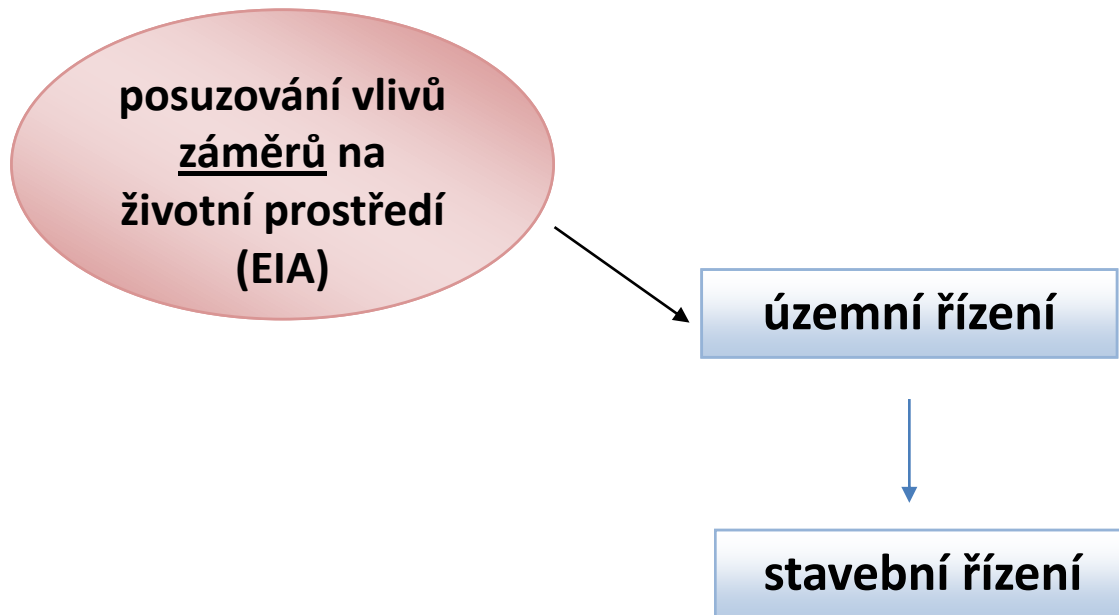 posuzování vlivů
záměrů na
životní prostředí
(EIA)
územní řízení
stavební řízení